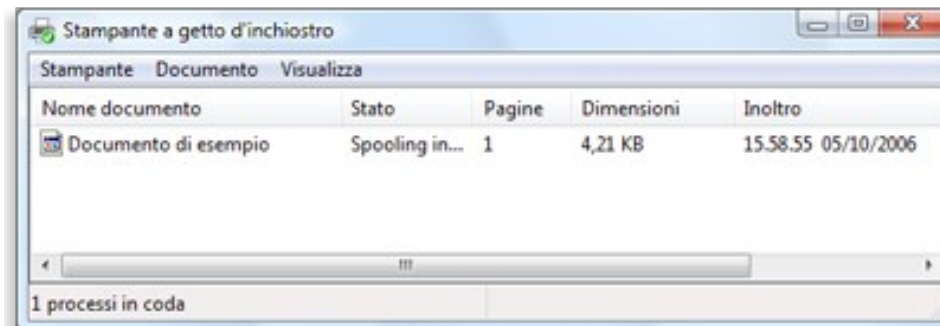 Stampante a getto d'inchiostro
Stampante Documento Visualizza
Nome documento Stato Pagine Dimensioni Inoltro
Documento di esempio Spooling in... 1 4,21 KB 15.58.55 05/10/2006
1 processi in coda